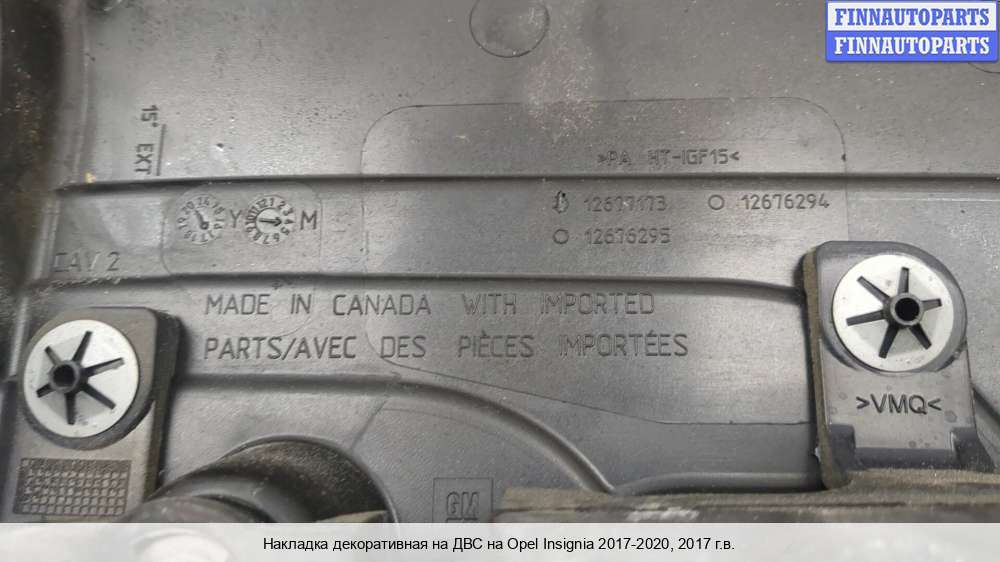 FINNAUTOPARTS
FINNAUTOPARTS
15° EXT
>PA HT-IGF15<
12676294
12676295
Y M
CAV 2
MADE IN CANADA WITH IMPORTED
PARTS/AVEC DES PIÈCES IMPORTÉES
>VMQ<
GM
Накладка декоративная на ДВС на Opel Insignia 2017-2020, 2017 г.в.